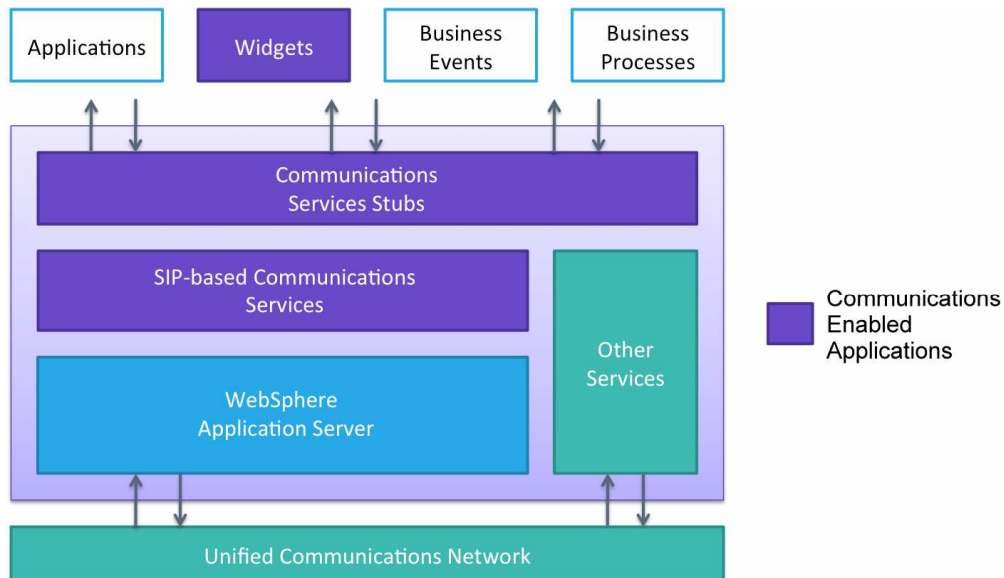 Applications
Widgets
Business
Events
Business
Processes
Communications
Services Stubs
SIP-based Communications
Services
Other
Services
WebSphere
Application Server
Unified Communications Network
Communications
Enabled
Applications